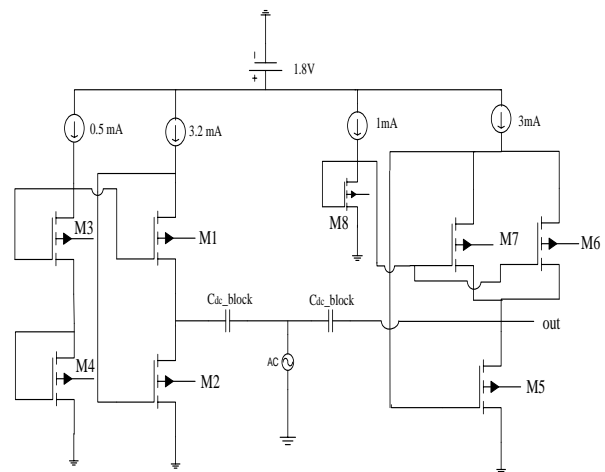 1.8V
0.5 mA
3.2 mA
1mA
3mA
M3
M1
M8
M7
M6
Cdc_block
Cdc_block
out
M4
M2
AC
M5